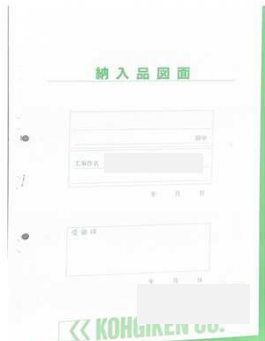 納入品図面
御中
工事件名
年 月 日
受領印
年 月 日
<< KOHGIKEN CO.